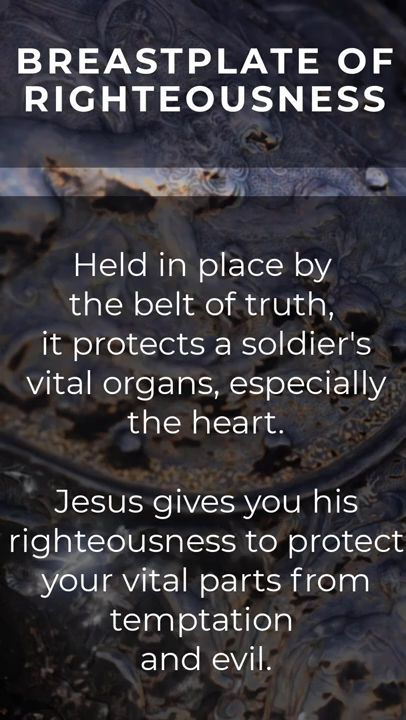 BREASTPLATE OF
RIGHTEOUSNESS
Held in place by
the belt of truth,
it protects a soldier's
vital organs, especially
the heart.
Jesus gives you his
righteousness to protect
your vital parts from
temptation
and evil.